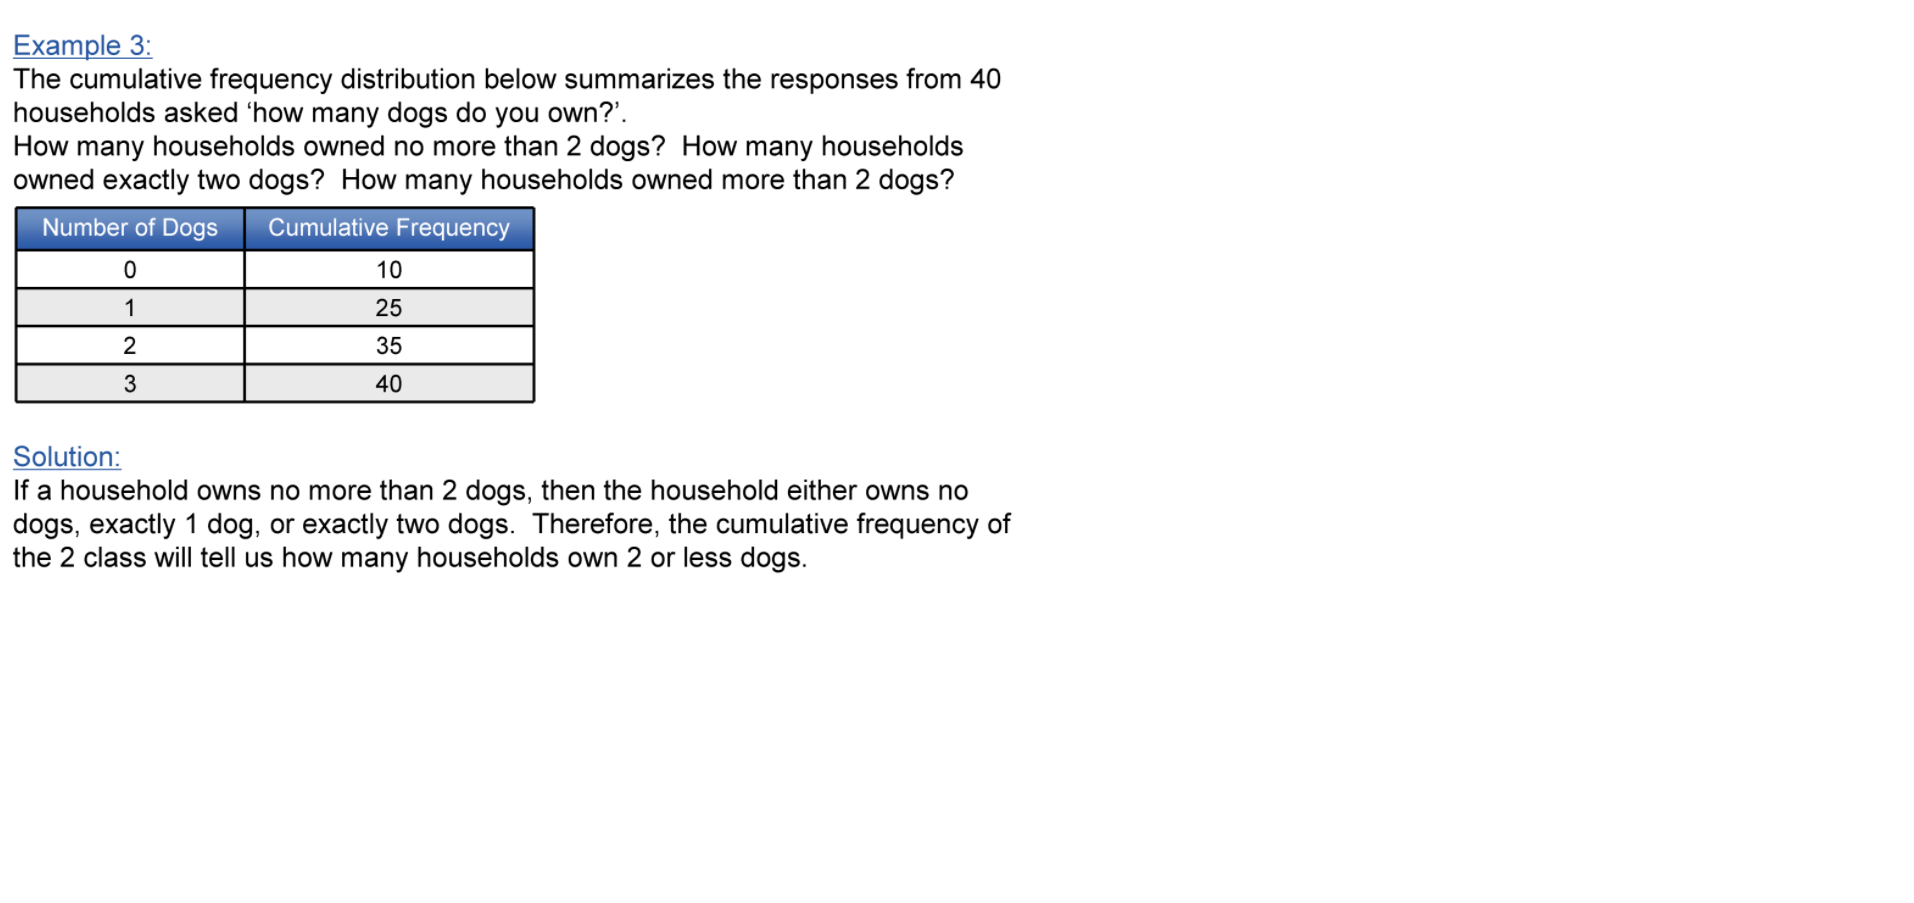 Example 3:
The cumulative frequency distribution below summarizes the responses from 40
households asked ‘how many dogs do you own?’.
How many households owned no more than 2 dogs?  How many households
owned exactly two dogs?  How many households owned more than 2 dogs?
Number of Dogs Cumulative Frequency
0 10
1 25
2 35
3 40
Solution:
If a household owns no more than 2 dogs, then the household either owns no
dogs, exactly 1 dog, or exactly two dogs.  Therefore, the cumulative frequency of
the 2 class will tell us how many households own 2 or less dogs.